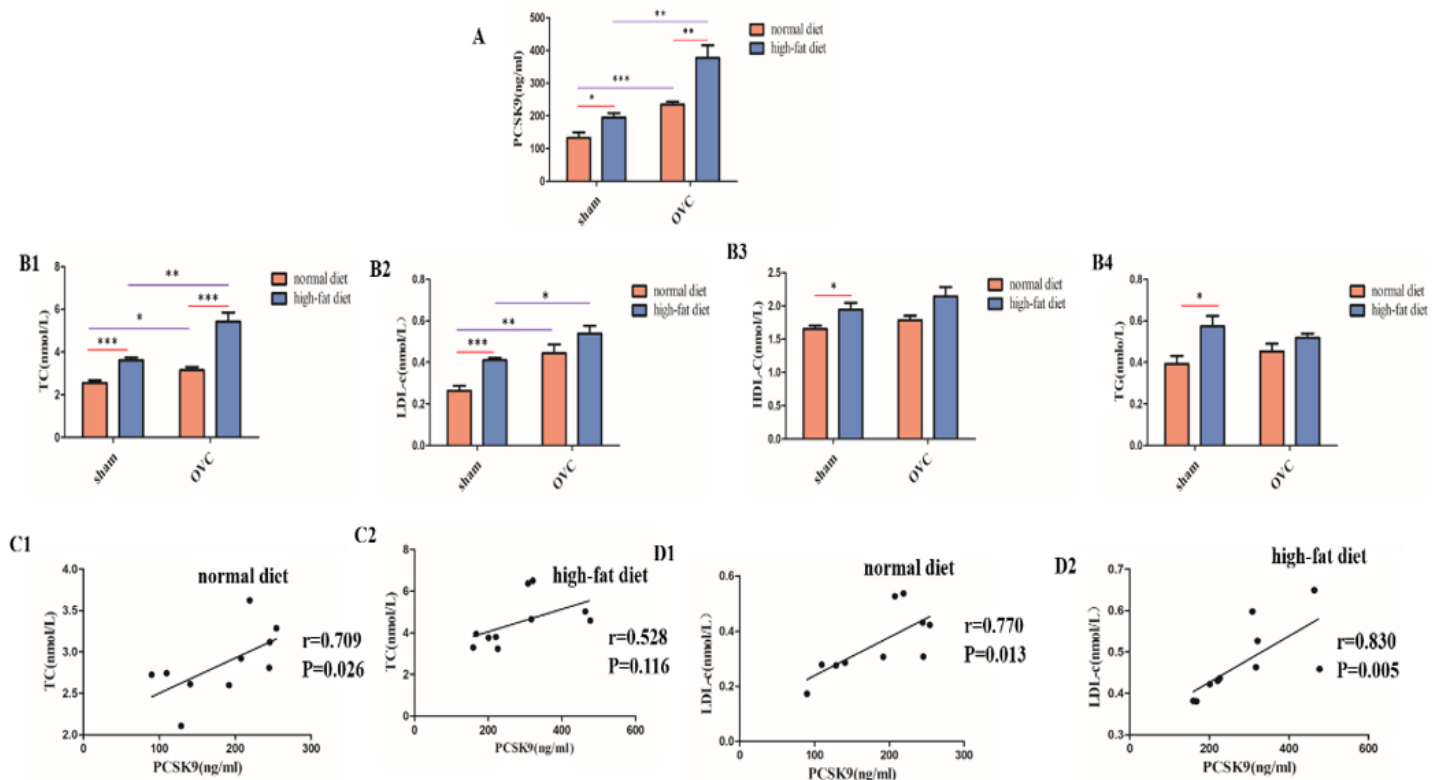 A
PCSK9(ng/ml)
500
400
300
200
100
0
*
***
**
**
normal diet
high-fat diet
sham
OVC
B1
TC(nmol/L)
8
6
4
2
0
***
*
**
***
normal diet
high-fat diet
sham
OVC
B2
LDL-c(nmol/L)
0.8
0.6
0.4
0.2
0.0
***
**
*
normal diet
high-fat diet
sham
OVC
B3
HDL-C(nmol/L)
2.5
2.0
1.5
1.0
0.5
0.0
*
normal diet
high-fat diet
sham
OVC
B4
TG(nmlo/L)
0.8
0.6
0.4
0.2
0.0
*
normal diet
high-fat diet
sham
OVC
C1
TC(nmol/L)
4.0
3.5
3.0
2.5
2.0
normal diet
r=0.709
P=0.026
0 100 200 300
PCSK9(ng/ml)
C2
TC(nmol/L)
8
6
4
2
0
high-fat diet
r=0.528
P=0.116
0 200 400 600
PCSK9(ng/ml)
D1
LDL-c(nmol/L)
0.6
0.4
0.2
0.0
normal diet
r=0.770
P=0.013
0 100 200 300
PCSK9(ng/ml)
D2
LDL-c(nmol/L)
0.7
0.6
0.5
0.4
0.3
high-fat diet
r=0.830
P=0.005
0 200 400 600
PCSK9(ng/ml)